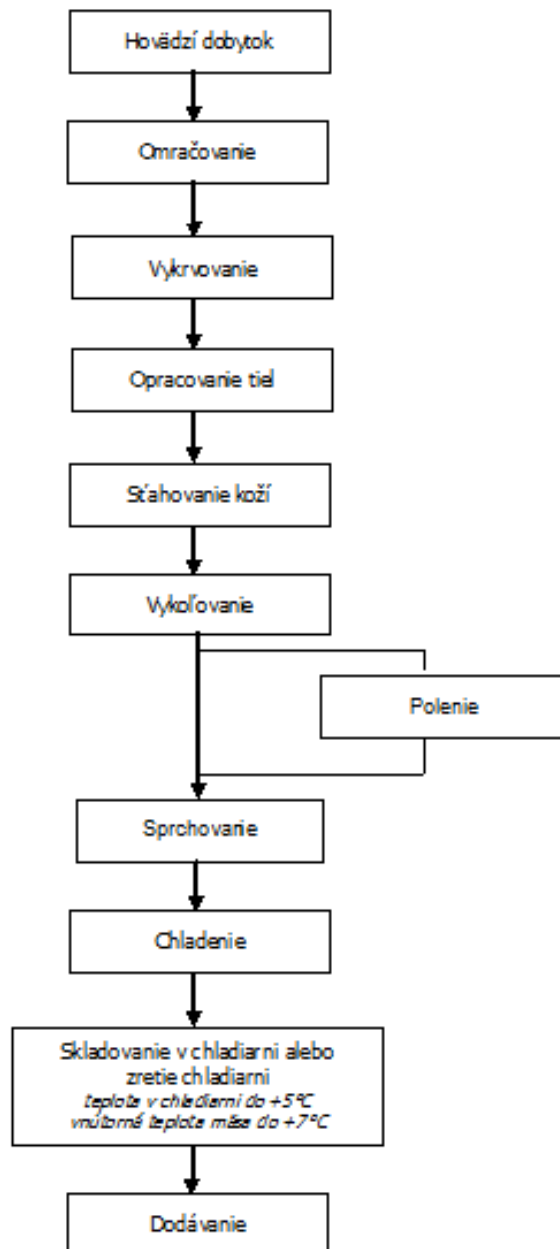 Hovädzí dobytok
Omračovanie
Vykrvovanie
Opracovanie tiel
Sťahovanie koží
Vykoľovanie
Polenie
Sprchovanie
Chladenie
Skladovanie v chladiarni alebo
zretie chladiarni
teplota v chladiarni do +5°C
vnútorná teplota mäsa do +7°C
Dodávanie